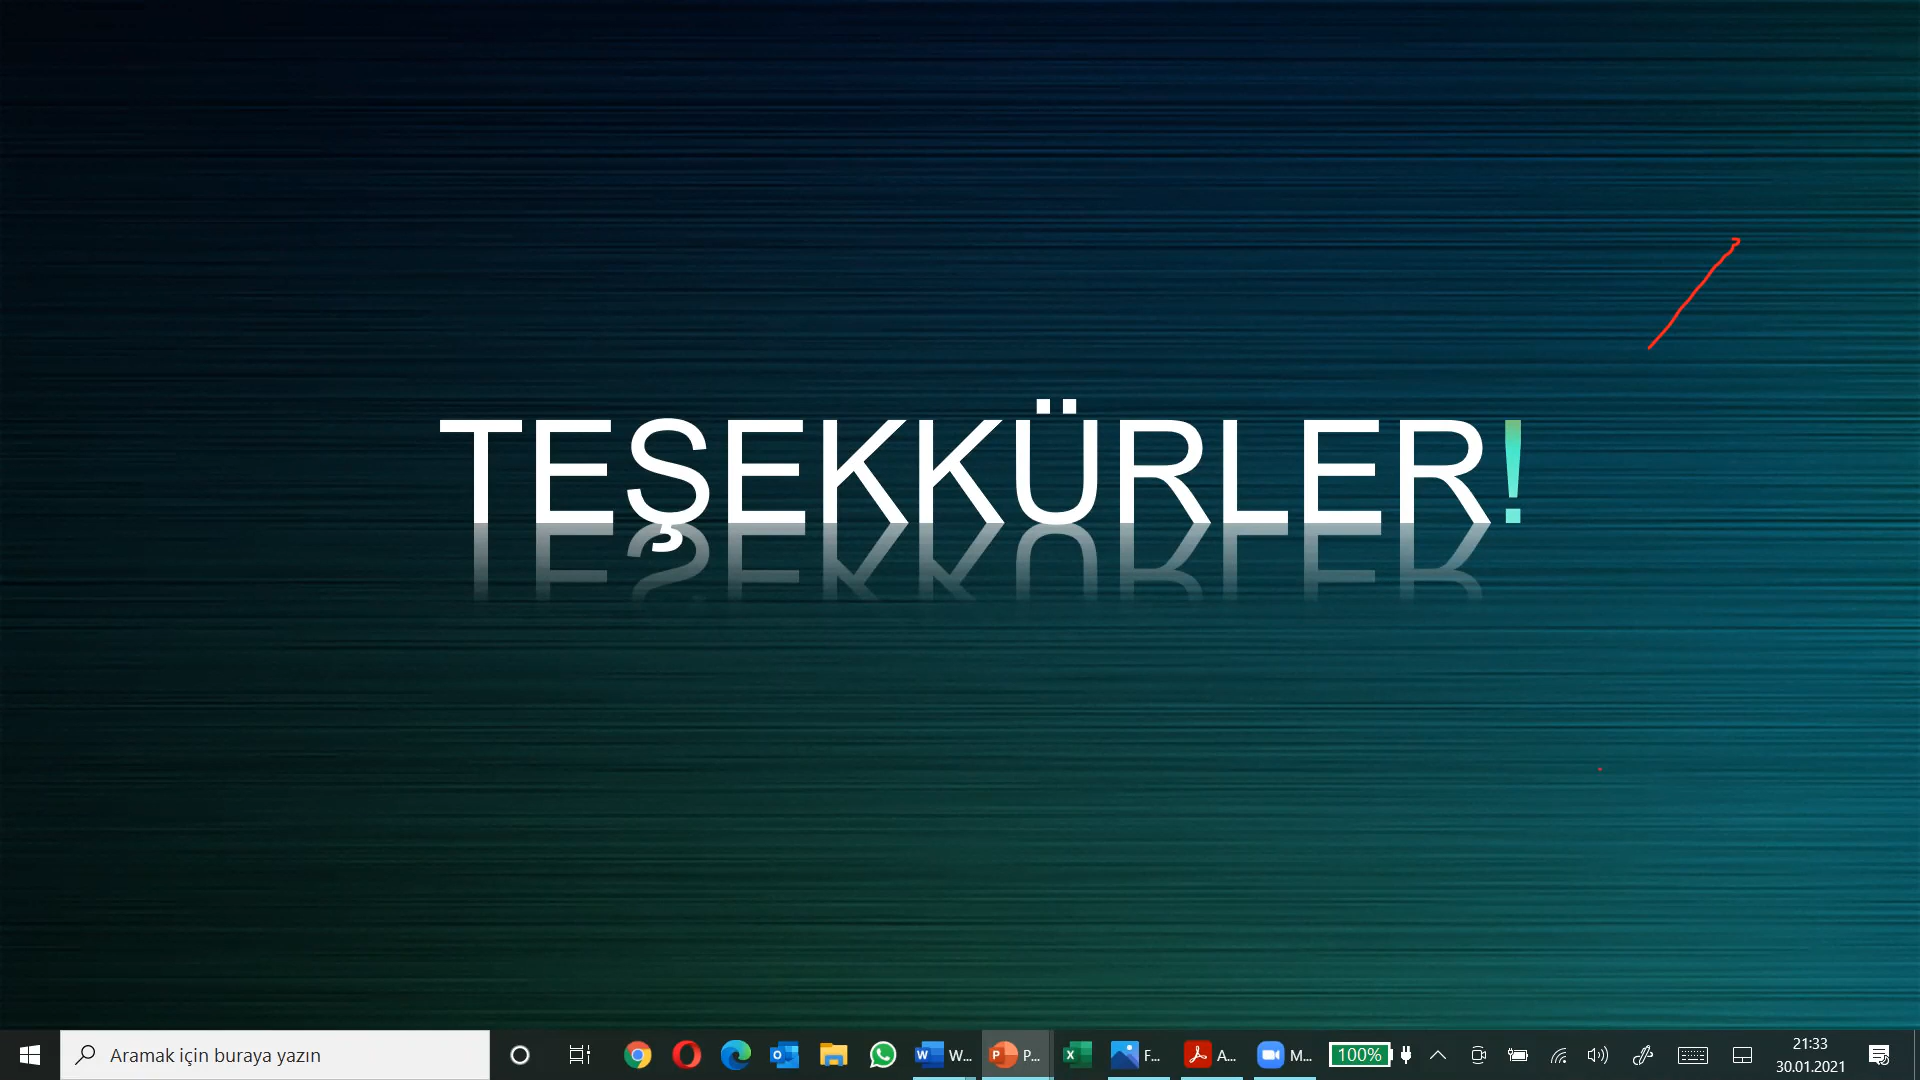 TEŞEKKÜRLER!
Aramak için buraya yazın
W...
P...
F...
A...
M...
100%
21:33
30.01.2021